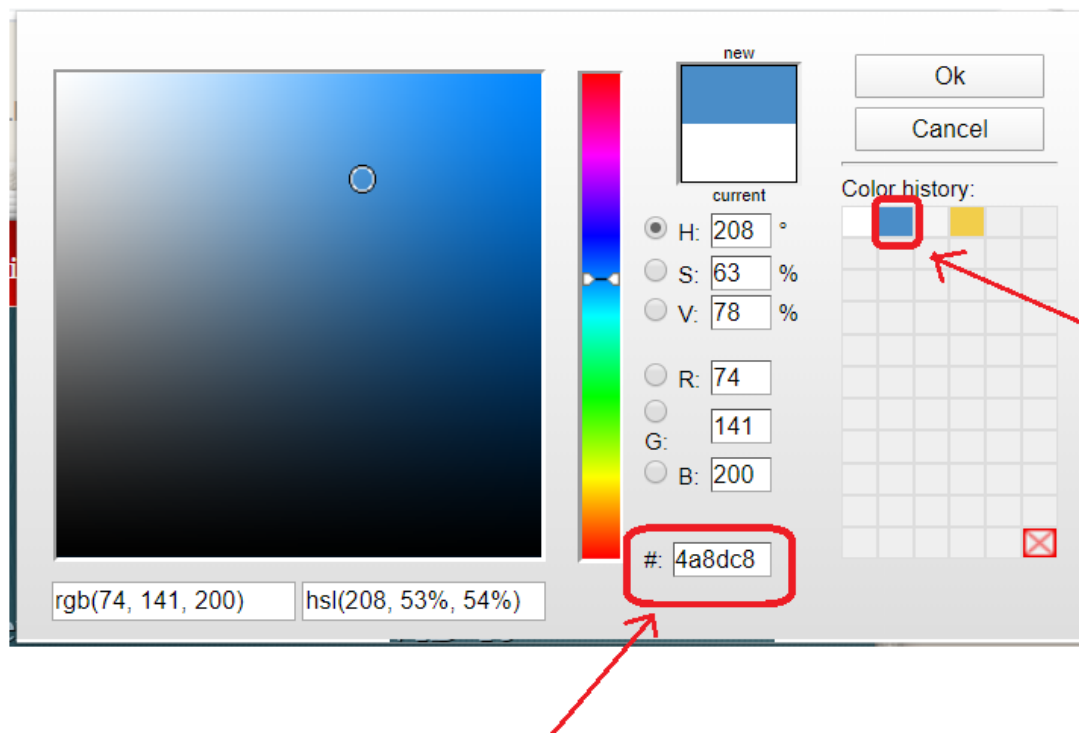 new
Ok
Cancel
current
Color history:
H: 208 °
S: 63 %
V: 78 %
R: 74
G: 141
B: 200
#: 4a8dc8
rgb(74, 141, 200)
hsl(208, 53%, 54%)